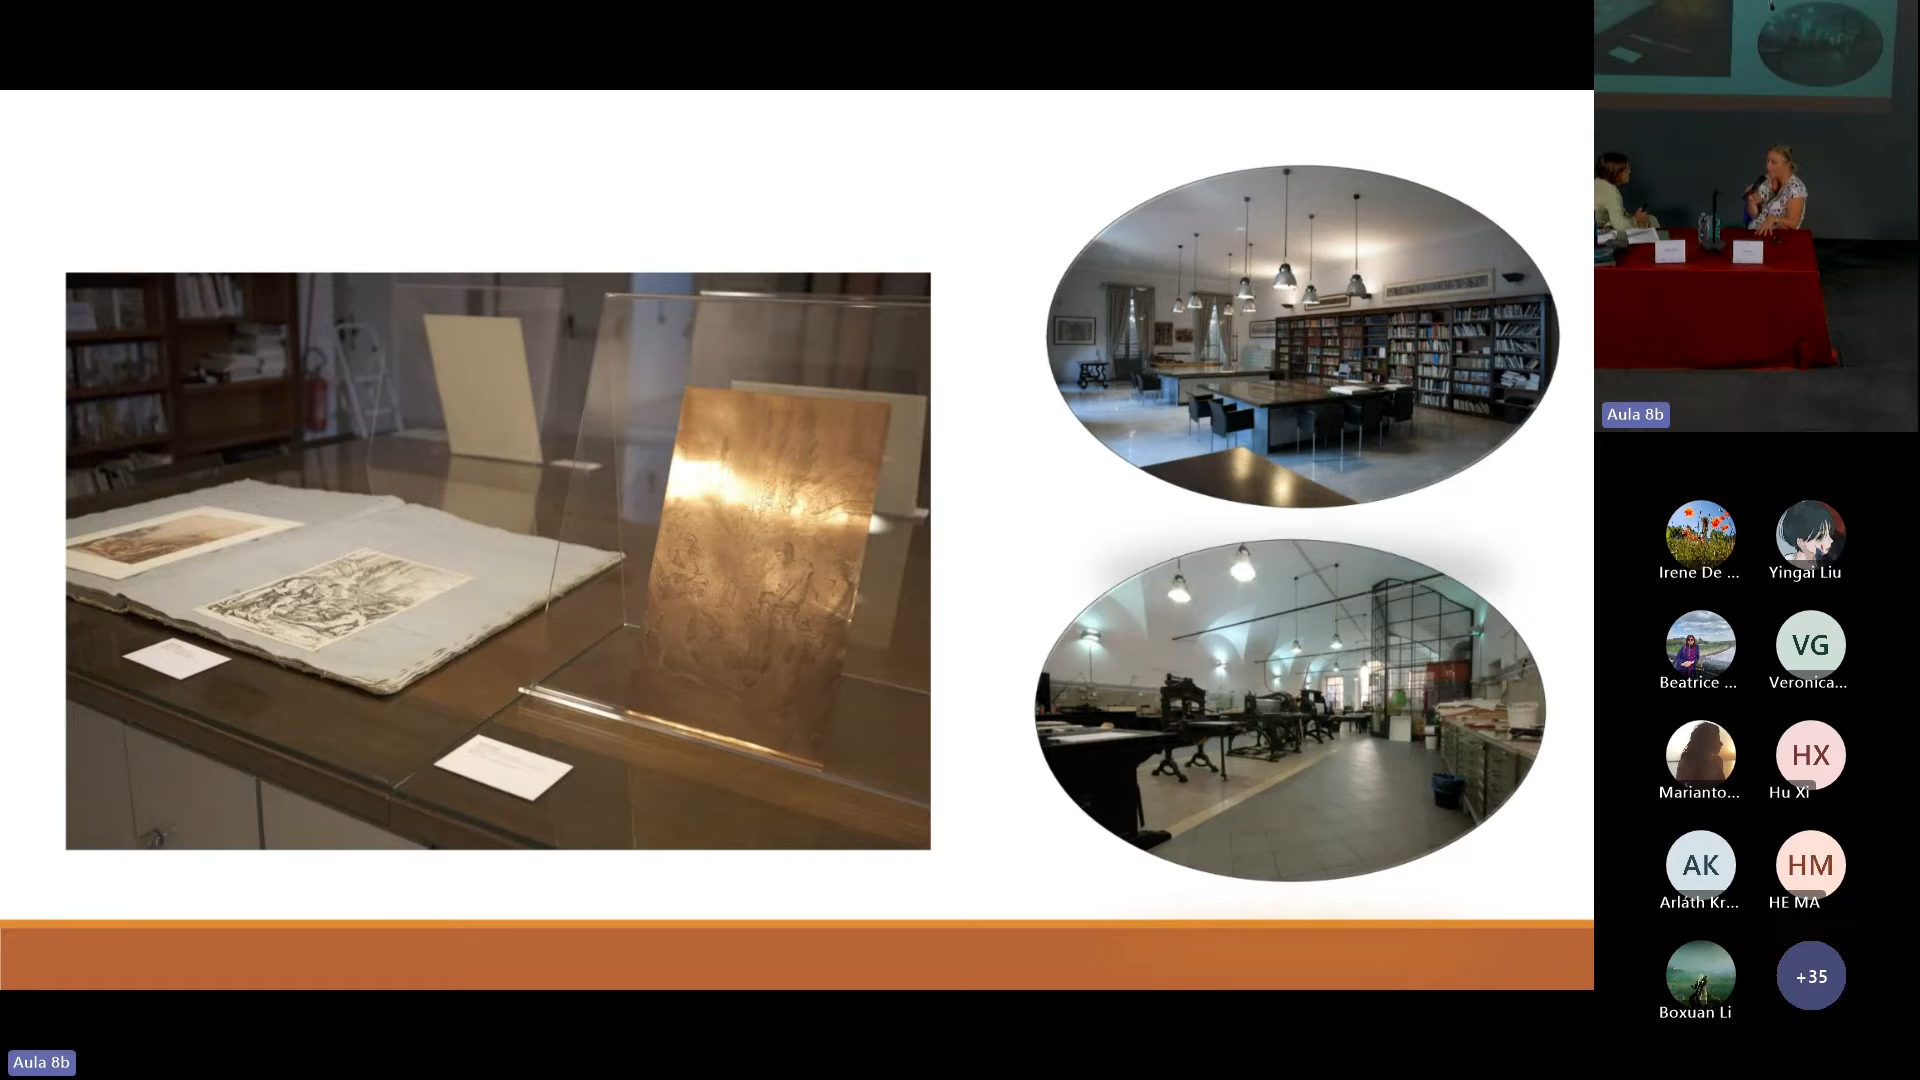 Aula 8b
Irene De ...
Yingai Liu
Beatrice ...
VG
Veronica...
Marianto...
HX
Hu Xi
AK
Arláth Kr...
HM
HE MA
Boxuan Li
+35
Aula 8b